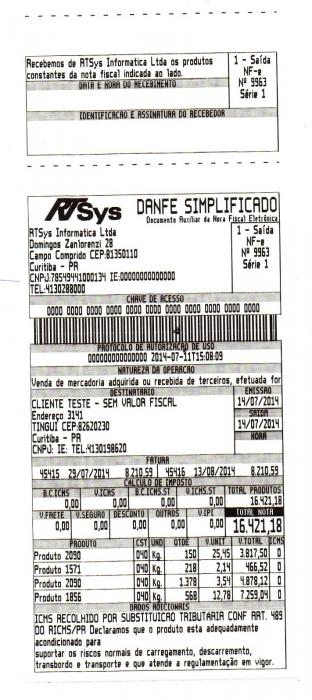 Recebemos de RTSys Informatica Ltda os produtos
constantes da nota fiscal indicada ao lado.
DATA E HORA DO RECEBIMENTO
IDENTIFICACAO E ASSINATURA DO RECEBEDOR
1 - Saída
NF-e
Nº 9963
Série 1
RTSys
DANFE SIMPLIFICADO
Documento Auxiliar da Nora Fiscal Eletrônica
RTSys Informatica Ltda
Domingos Zanlorenzi 28
Campo Comprido CEP:81350110
Curitiba - PR
CNPJ:78549441000134 IE:0000000000000
TEL:4130288000
1 - Saída
NF-e
Nº 9963
Série 1
CHAVE DE ACESSO
0000 0000 0000 0000 0000 0000 0000 0000 0000 0000 0000
PROTOCOLO DE AUTORIZACAO DE USO
000000000000000 2014-07-11T15:08:09
NATUREZA DA OPERACAO
Venda de mercadoria adquirida ou recebida de terceiros, efetuada for
DESTINATARIO
CLIENTE TESTE - SEM VALOR FISCAL
Endereço 3141
TINGUI CEP:82620230
Curitiba - PR
CNPJ: IE: TEL:4130198620
EMISSÃO
14/07/2014
SAIDA
14/07/2014
HORA
FATURA
45415 29/07/2014 8.210,59 45416 13/08/2014 8.210,59
CALCULO DE IMPOSTO
B.C.ICMS V.ICMS B.C.ICMS.ST V.ICMS.ST TOTAL PRODUTOS
0,00 0,00 0,00 0,00 16.421,18
V.FRETE V.SEGURO DESCONTO OUTROS V.IPI TOTAL NOTA
0,00 0,00 0,00 0,00 0,00 16.421,18
PRODUTO CST UND QTDE V.UNIT V.TOTAL ICMS
Produto 2090 040 Kg. 150 25,45 3.817,50 0
Produto 1571 040 Kg. 218 2,14 466,52 0
Produto 2090 040 Kg. 1.378 3,54 4.878,12 0
Produto 1856 040 Kg. 568 12,78 7.259,04 0
DADOS ADICIONAIS
ICMS RECOLHIDO POR SUBSTITUICAO TRIBUTARIA CONF ART. 489
DO RICMS/PR Declaramos que o produto esta adequadamente
acondicionado para
suportar os riscos normais de carregamento, descarremento,
transbordo e transporte e que atende a regulamentação em vigor.